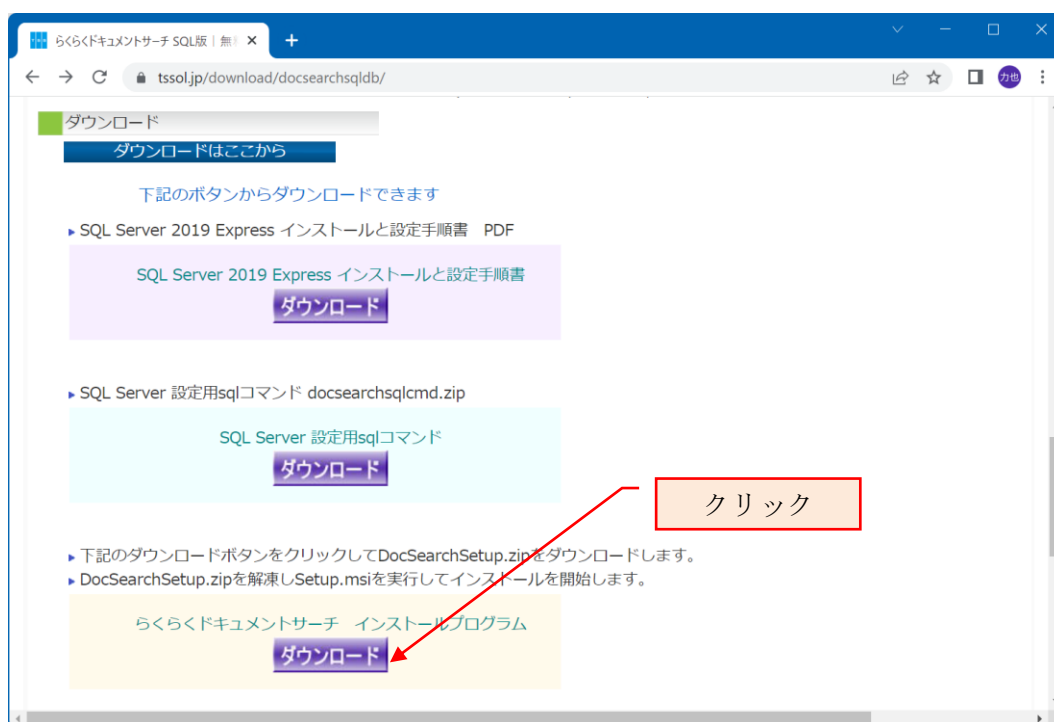 らくらくドキュメントサーチ SQL版 | 無
tssol.jp/download/docsearchsqldb/
力也
ダウンロード
ダウンロードはここから
下記のボタンからダウンロードできます
SQL Server 2019 Express インストールと設定手順書 PDF
SQL Server 2019 Express インストールと設定手順書
ダウンロード
SQL Server 設定用sqlコマンド docsearchsqlcmd.zip
SQL Server 設定用sqlコマンド
ダウンロード
クリック
下記のダウンロードボタンをクリックしてDocSearchSetup.zipをダウンロードします。
DocSearchSetup.zipを解凍しSetup.msiを実行してインストールを開始します。
らくらくドキュメントサーチ インストールプログラム
ダウンロード